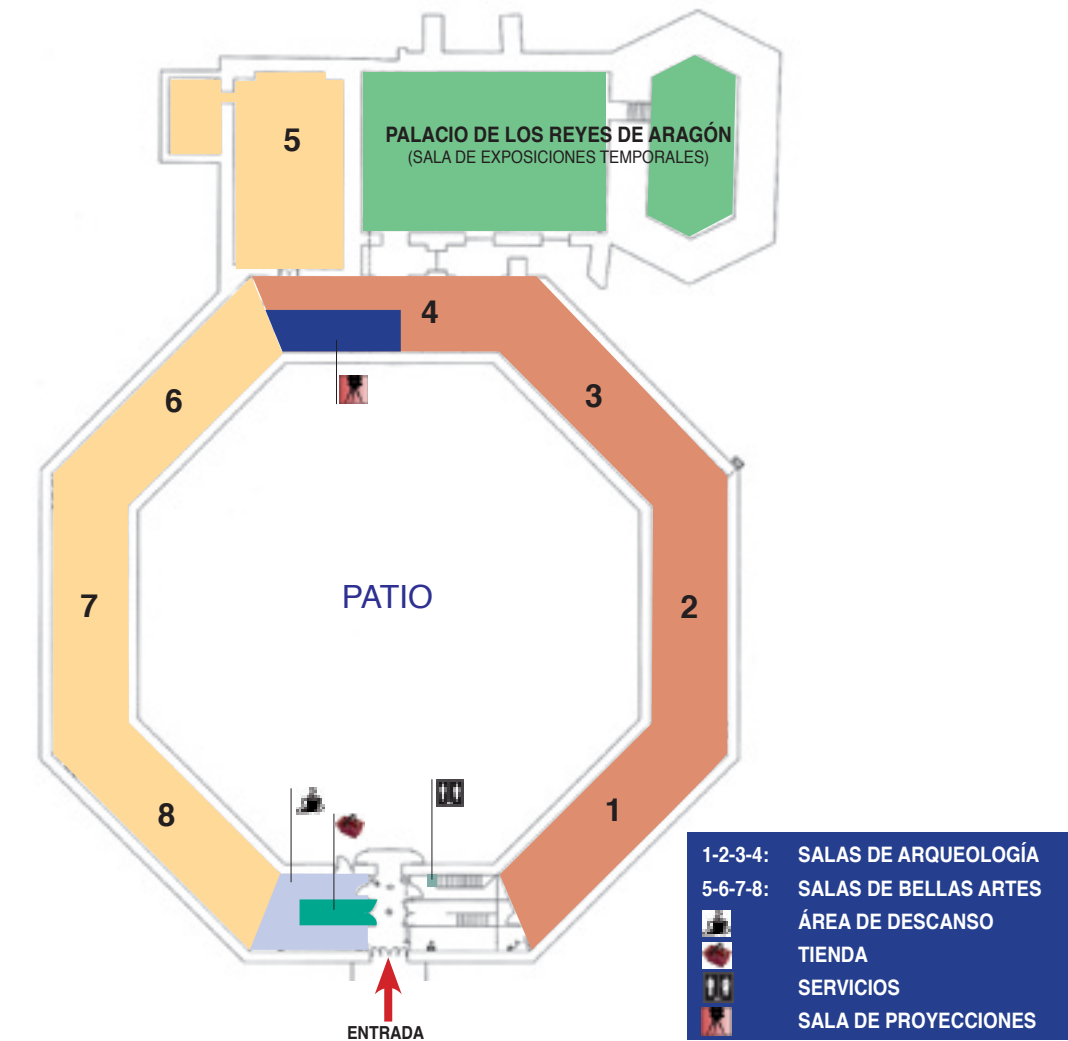 5
PALACIO DE LOS REYES DE ARAGÓN
(SALA DE EXPOSICIONES TEMPORALES)
4
3
6
PATIO
7
2
8
1
ENTRADA
1-2-3-4: SALAS DE ARQUEOLOGÍA
5-6-7-8: SALAS DE BELLAS ARTES
ÁREA DE DESCANSO
TIENDA
SERVICIOS
SALA DE PROYECCIONES